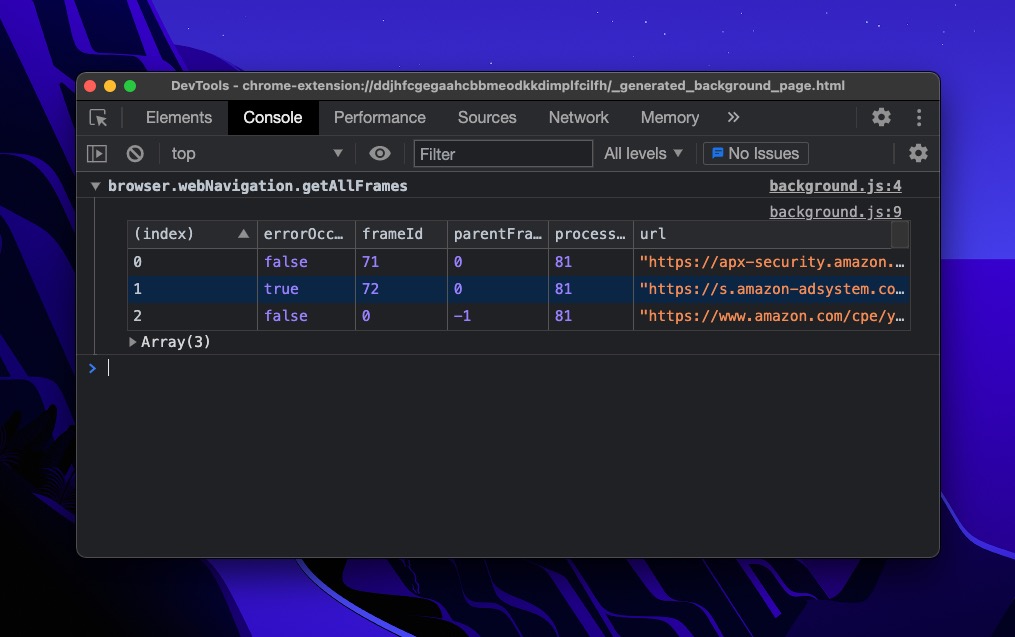 DevTools - chrome-extension://ddjhfcgegaahcbbmeodkkdimplfcilfh/_generated_background_page.html
Elements Console Performance Sources Network Memory »
top ▼ Filter All levels ▼ No Issues
▼ browser.webNavigation.getAllFrames background.js:4
background.js:9
(index) ▲ errorOcc… frameId parentFra… process… url
0 false 71 0 81 "https://apx-security.amazon.…
1 true 72 0 81 "https://s.amazon-adsystem.co…
2 false 0 -1 81 "https://www.amazon.com/cpe/y…
▶ Array(3)
>